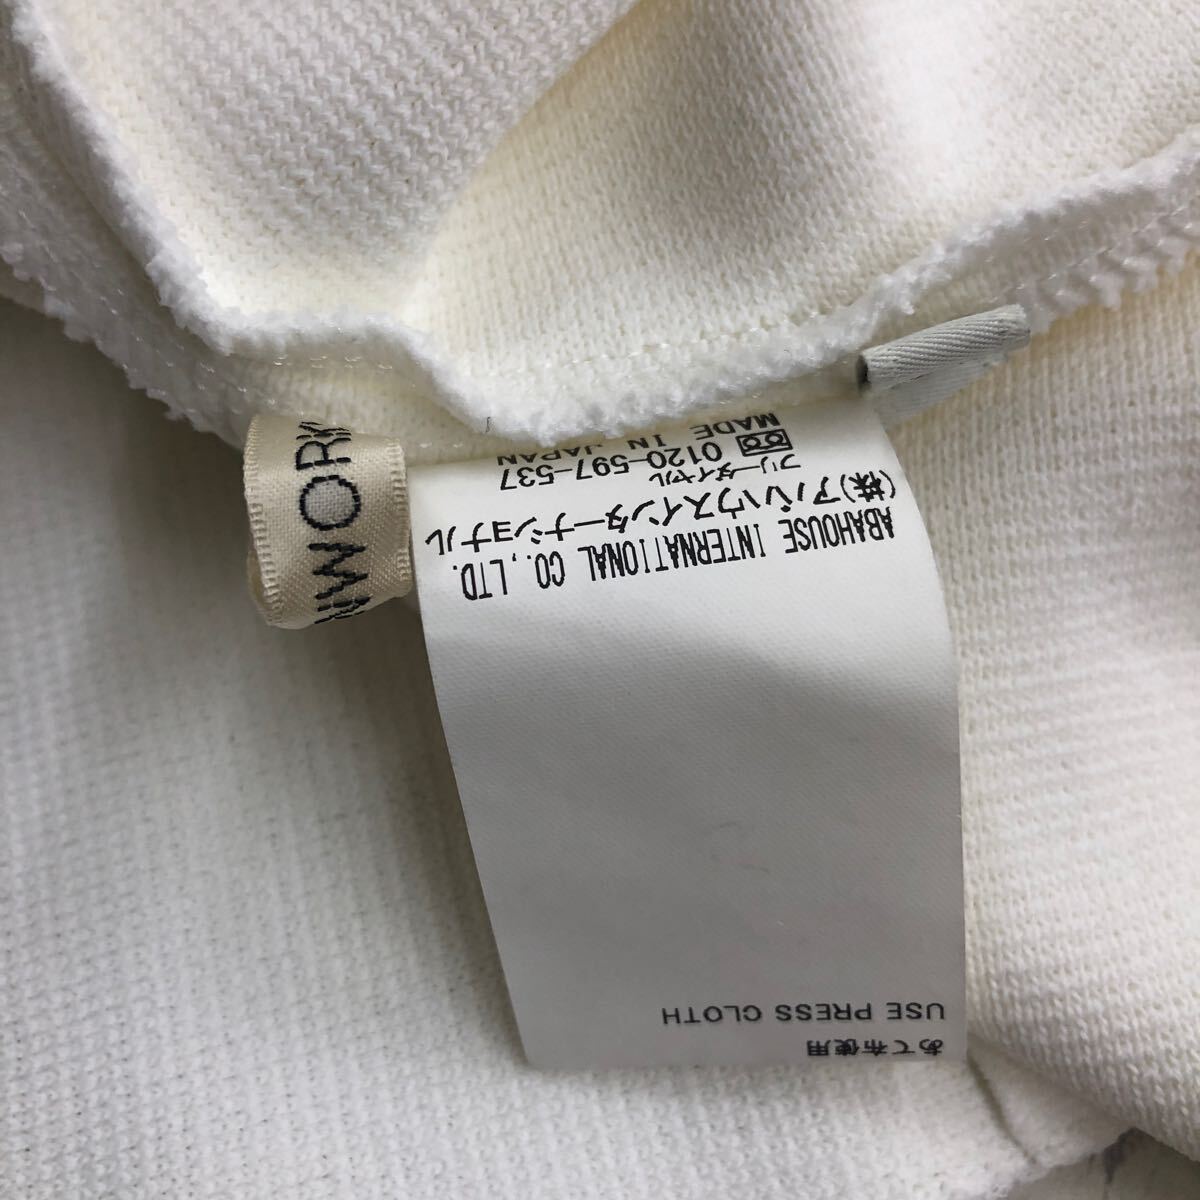 あて布使用
USE PRESS CLOTH
ABAHOUSE INTERNATIONAL CO.,LTD.
(株)アバハウスインターナショナル
フリーダイヤル
0120-597-537
MADE IN JAPAN